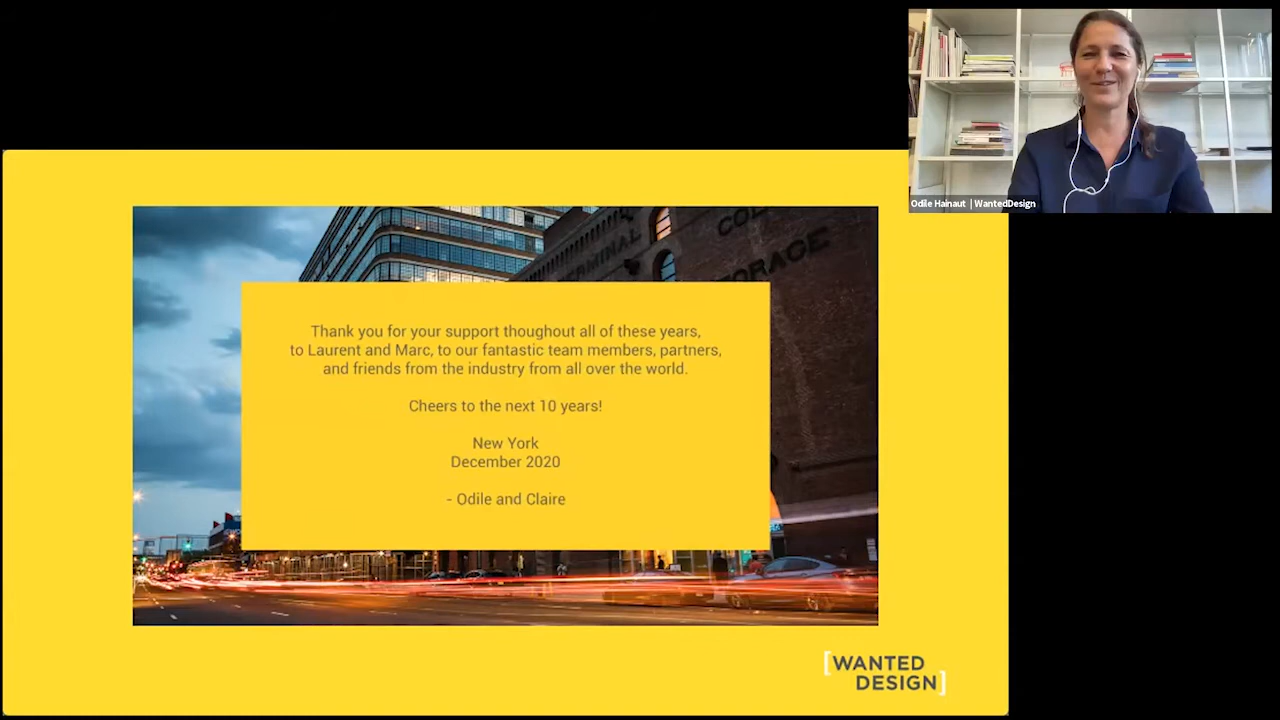 Odile Hainaut | WantedDesign
TERMINAL
STORAGE
Thank you for your support thoughout all of these years,
to Laurent and Marc, to our fantastic team members, partners,
and friends from the industry from all over the world.
Cheers to the next 10 years!
New York
December 2020
- Odile and Claire
[WANTED
DESIGN]